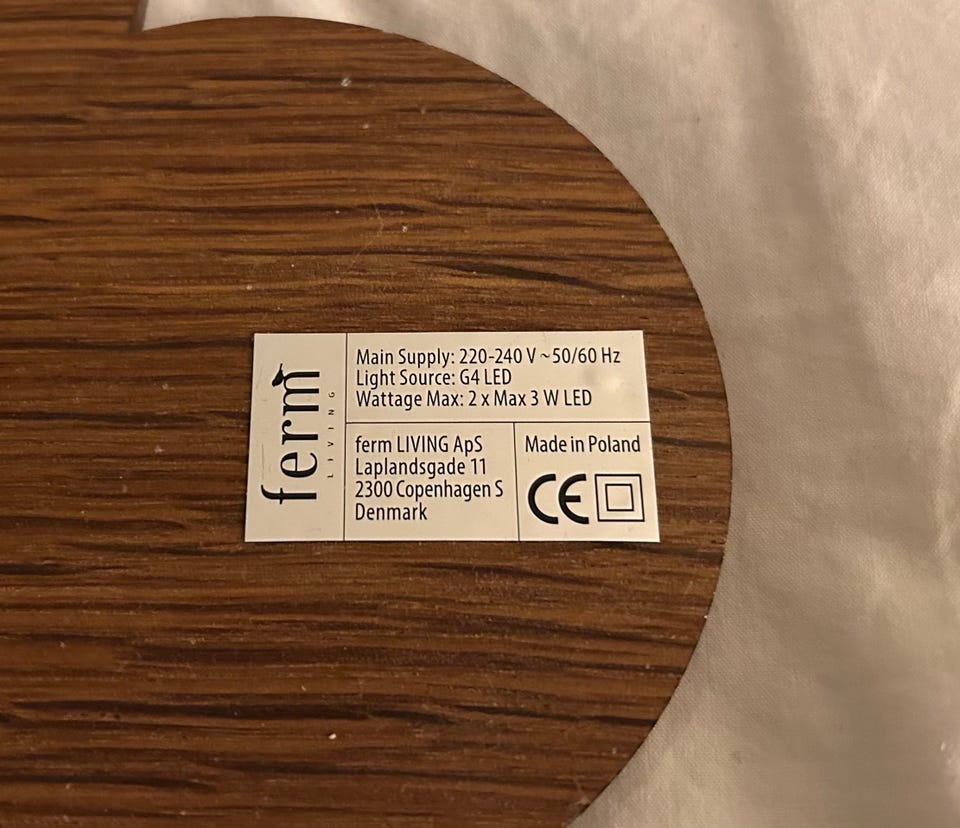 ferm
LIVING
Main Supply: 220-240 V ~ 50/60 Hz
Light Source: G4 LED
Wattage Max: 2 x Max 3 W LED
ferm LIVING ApS
Laplandsgade 11
2300 Copenhagen S
Denmark
Made in Poland
CE